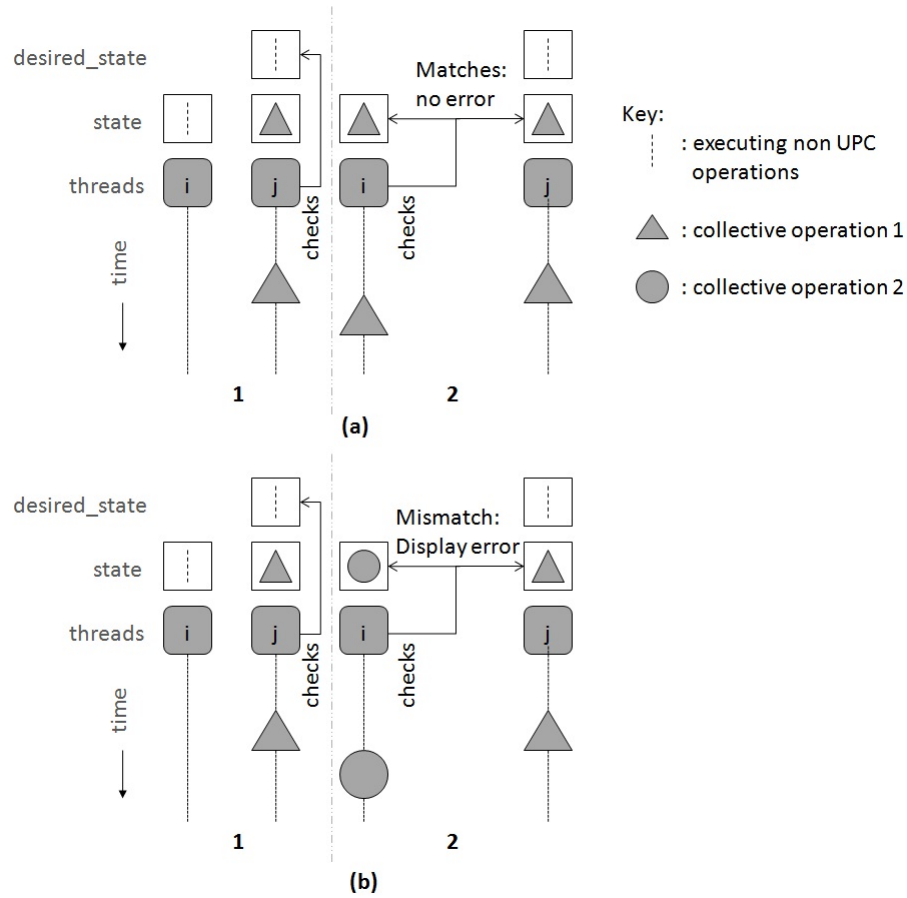 desired_state
Matches:
no error
state
Key:
: executing non UPC
operations
threads
i
j
i
j
checks
checks
: collective operation 1
time
: collective operation 2
1
2
(a)
desired_state
Mismatch:
Display error
state
threads
i
j
i
j
checks
checks
time
1
2
(b)